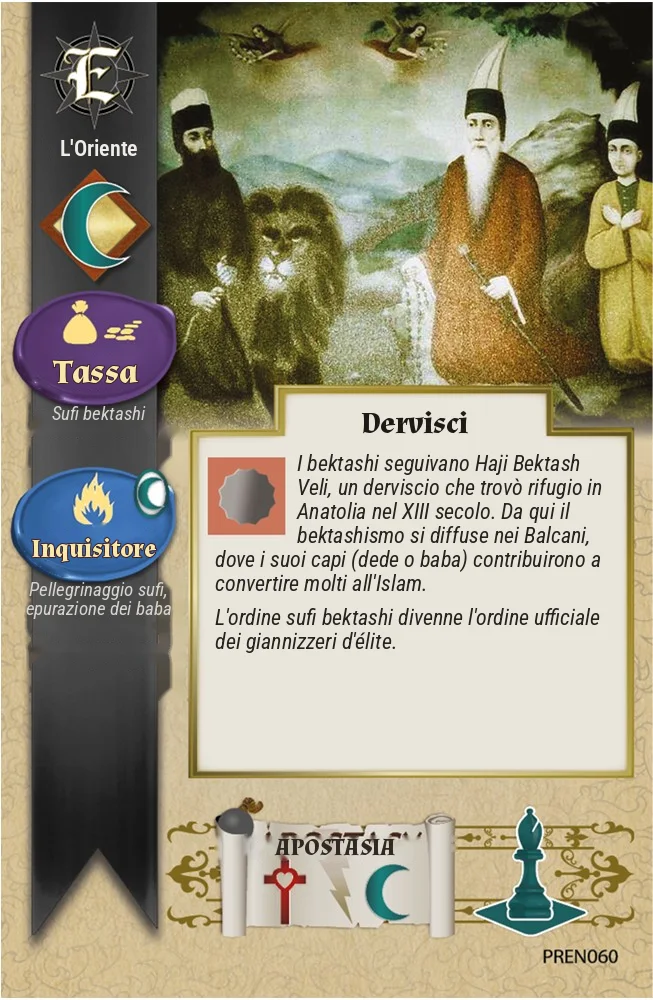 E
L'Oriente
Tassa
Sufi bektashi
Inquisitore
Pellegrinaggio sufi,
epurazione dei baba
Dervisci
I bektashi seguivano Haji Bektash
Veli, un derviscio che trovò rifugio in
Anatolia nel XIII secolo. Da qui il
bektashismo si diffuse nei Balcani,
dove i suoi capi (dede o baba) contribuirono a
convertire molti all'Islam.
L'ordine sufi bektashi divenne l'ordine ufficiale
dei giannizzeri d'élite.
APOSTASIA
PREN060